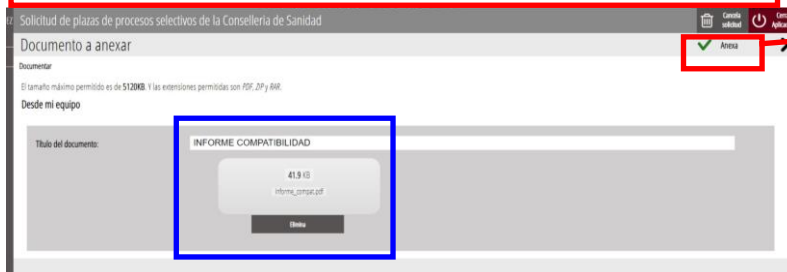 Solicitud de plazas de procesos selectivos de la Conselleria de Sanidad
Cancela solicitud
Documento a anexar
Anexa
Documentar
El tamaño máximo permitido es de 5120KB. Y las extensiones permitidas son PDF, ZIP y RAR.
Desde mi equipo
Título del documento:
INFORME COMPATIBILIDAD
41.9 KB
informe_compat.pdf
Elimina